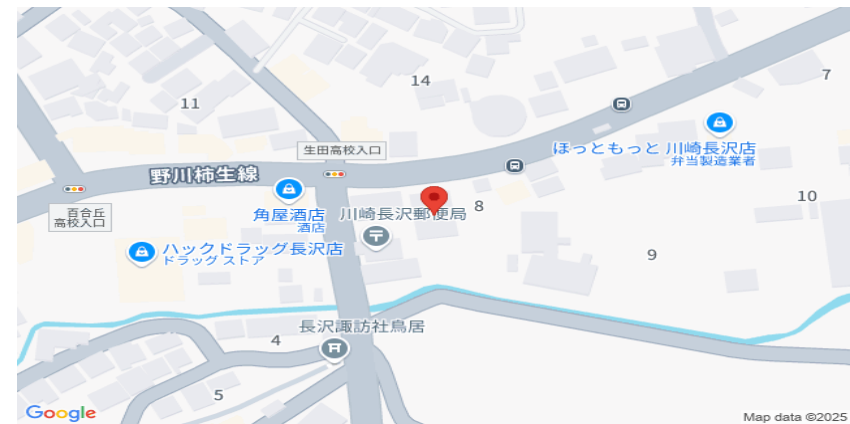 7
14
11
生田高校入口
ほっともっと 川崎長沢店
弁当製造業者
野川柿生線
10
角屋酒店
酒店
川崎長沢郵便局
8
百合丘
高校入口
ハックドラッグ長沢店
ドラッグストア
9
長沢諏訪社鳥居
4
5
Google
Map data ©2025